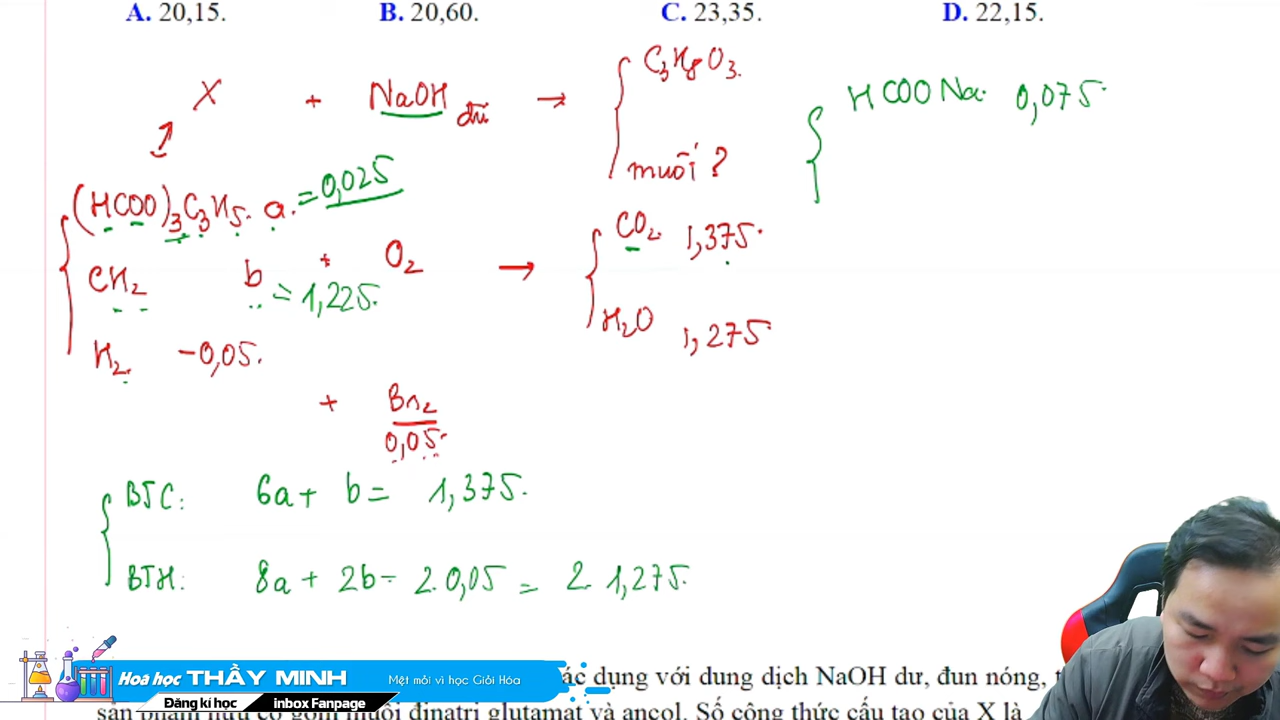 A. 20,15. B. 20,60. C. 23,35. D. 22,15.
X + NaOH dư → C3H8O3.
muối ?
HCOONa. 0,075.
(HCOO)3C3H5. a. = 0,025
CH2 b = 1,225.
+ O2 → CO2 1,375.
H2O 1,275
H2 -0,05.
+ Br2
0,05.
BTC: 6a + b = 1,375.
BTH: 8a + 2b - 2.0,05 = 2.1,275.
Hoá học THẦY MINH
Mệt mỏi vì học Giỏi Hóa
Đăng kí học inbox Fanpage
ác dụng với dung dịch NaOH dư, đun nóng,
sản phẩm hữu cơ gồm muối đinatri glutamat và ancol. Số công thức cấu tạo của X là